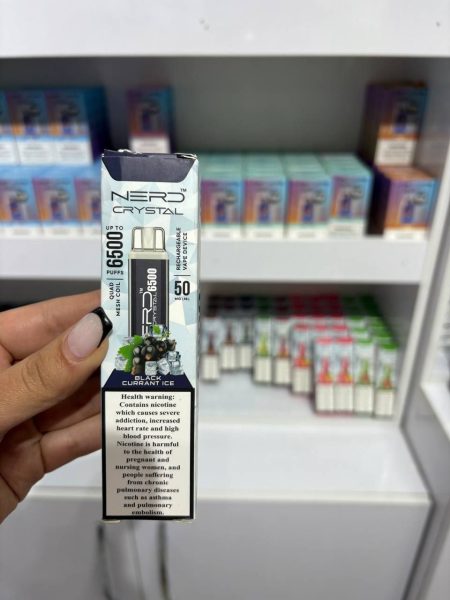 NERD™
CRYSTAL
UP TO
6500
PUFFS
QUAD
MESH COIL
RECHARGEABLE
VAPE DEVICE
50
NERD™
CRYSTAL 6500
BLACK
CURRANT ICE
Health warning:
Contains nicotine
which causes severe
addiction, increased
heart rate and high
blood pressure.
Nicotine is harmful
to the health of
pregnant and
nursing women, and
people suffering
from chronic
pulmonary diseases
such as asthma
and pulmonary
embolism.